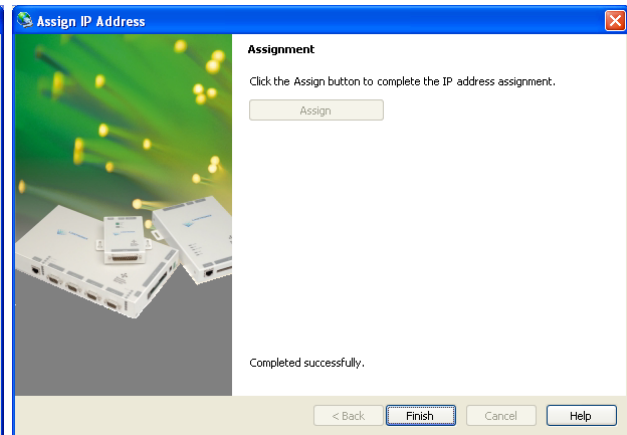 Assign IP Address
Assignment
Click the Assign button to complete the IP address assignment.
Assign
Completed successfully.
< Back Finish Cancel Help